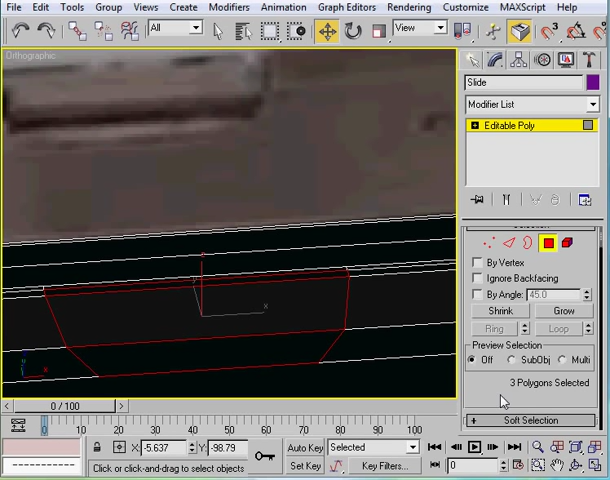 File Edit Tools Group Views Create Modifiers Animation Graph Editors Rendering Customize MAXScript Help
All View 3
Orthographic
Slide
Modifier List
Editable Poly
Selection
By Vertex
Ignore Backfacing
By Angle: 45.0
Shrink Grow
Ring Loop
Preview Selection
Off SubObj Multi
3 Polygons Selected
+ Soft Selection
z
y x
0 / 100
0 10 20 30 40 50 60 70 80 90 100
X: -5.637 Y: -98.79
Auto Key Selected
Click or click-and-drag to select objects
Set Key Key Filters... 0